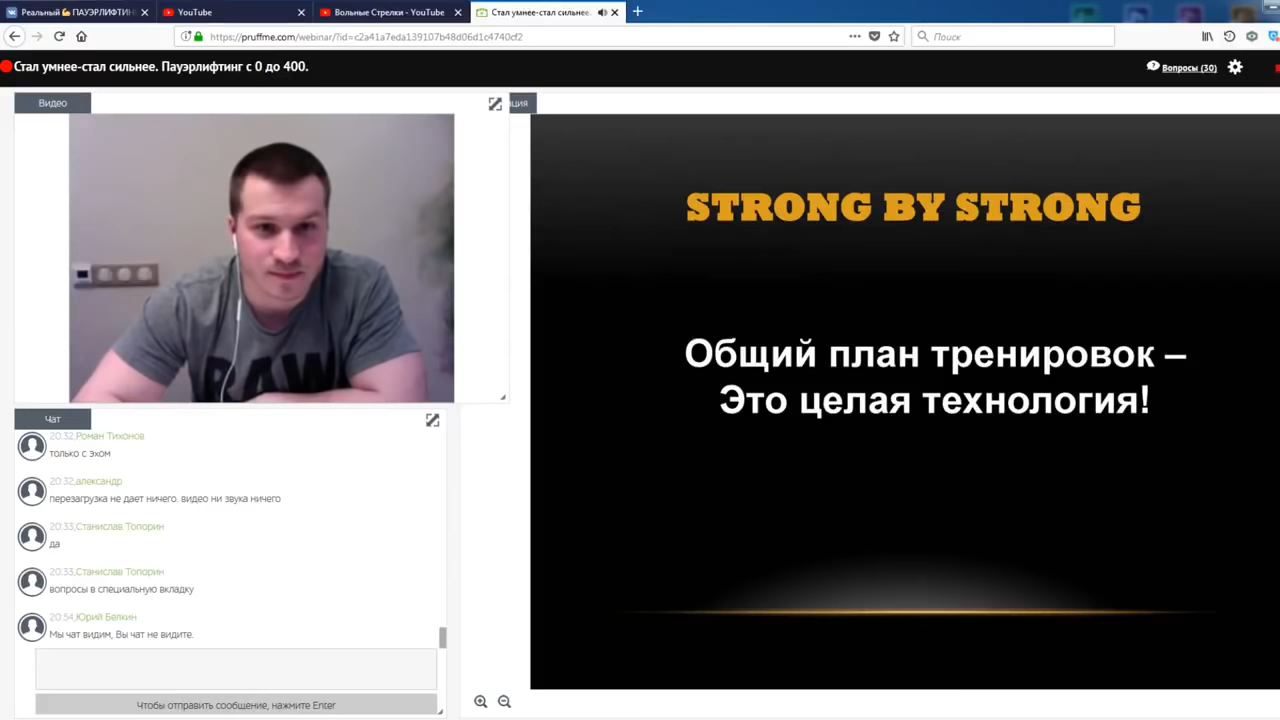 Реальный 💪 ПАУЭРЛИФТИН
YouTube
Вольные Стрелки - YouTube
Стал умнее-стал сильнее.
https://pruffme.com/webinar/?id=c2a41a7eda139107b48d06d1c4740cf2
Поиск
Стал умнее-стал сильнее. Пауэрлифтинг с 0 до 400.
Вопросы (30)
Видео
ция
RAW
STRONG BY STRONG
Общий план тренировок –
Это целая технология!
Чат
20:32,Роман Тихонов
только с эхом
20:32,александр
перезагрузка не дает ничего. видео ни звука ничего
20:33,Станислав Топорин
да
20:33,Станислав Топорин
вопросы в специальную вкладку
20:54,Юрий Белкин
Мы чат видим, Вы чат не видите.
Чтобы отправить сообщение, нажмите Enter